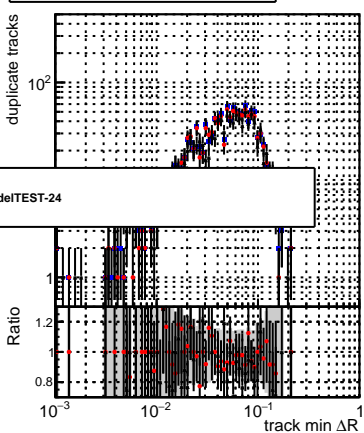 duplicate tracks
10²
delTEST-24
1
Ratio
1.2
1
0.8
10⁻³
10⁻²
10⁻¹
1
track min ΔR